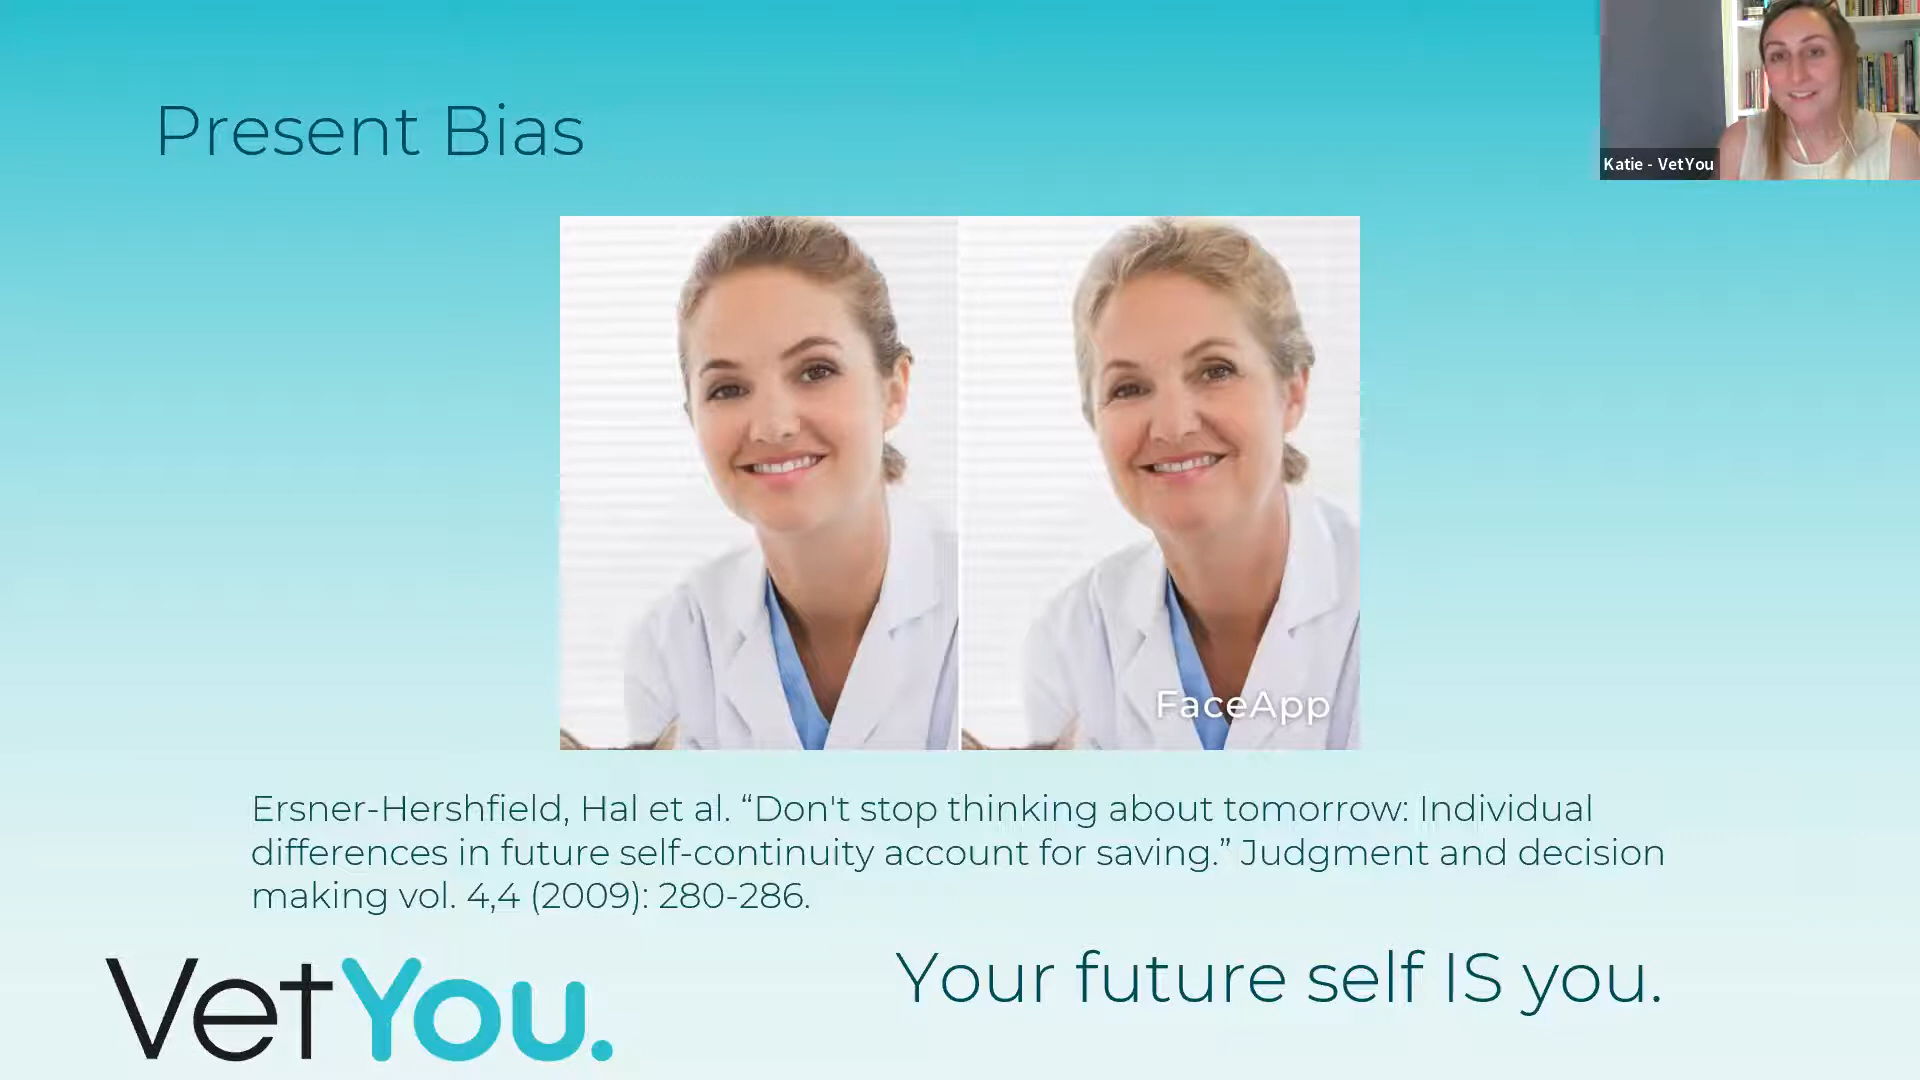 Present Bias
Katie - VetYou
FaceApp
Ersner-Hershfield, Hal et al. “Don't stop thinking about tomorrow: Individual
differences in future self-continuity account for saving.” Judgment and decision
making vol. 4,4 (2009): 280-286.
VetYou.
Your future self IS you.